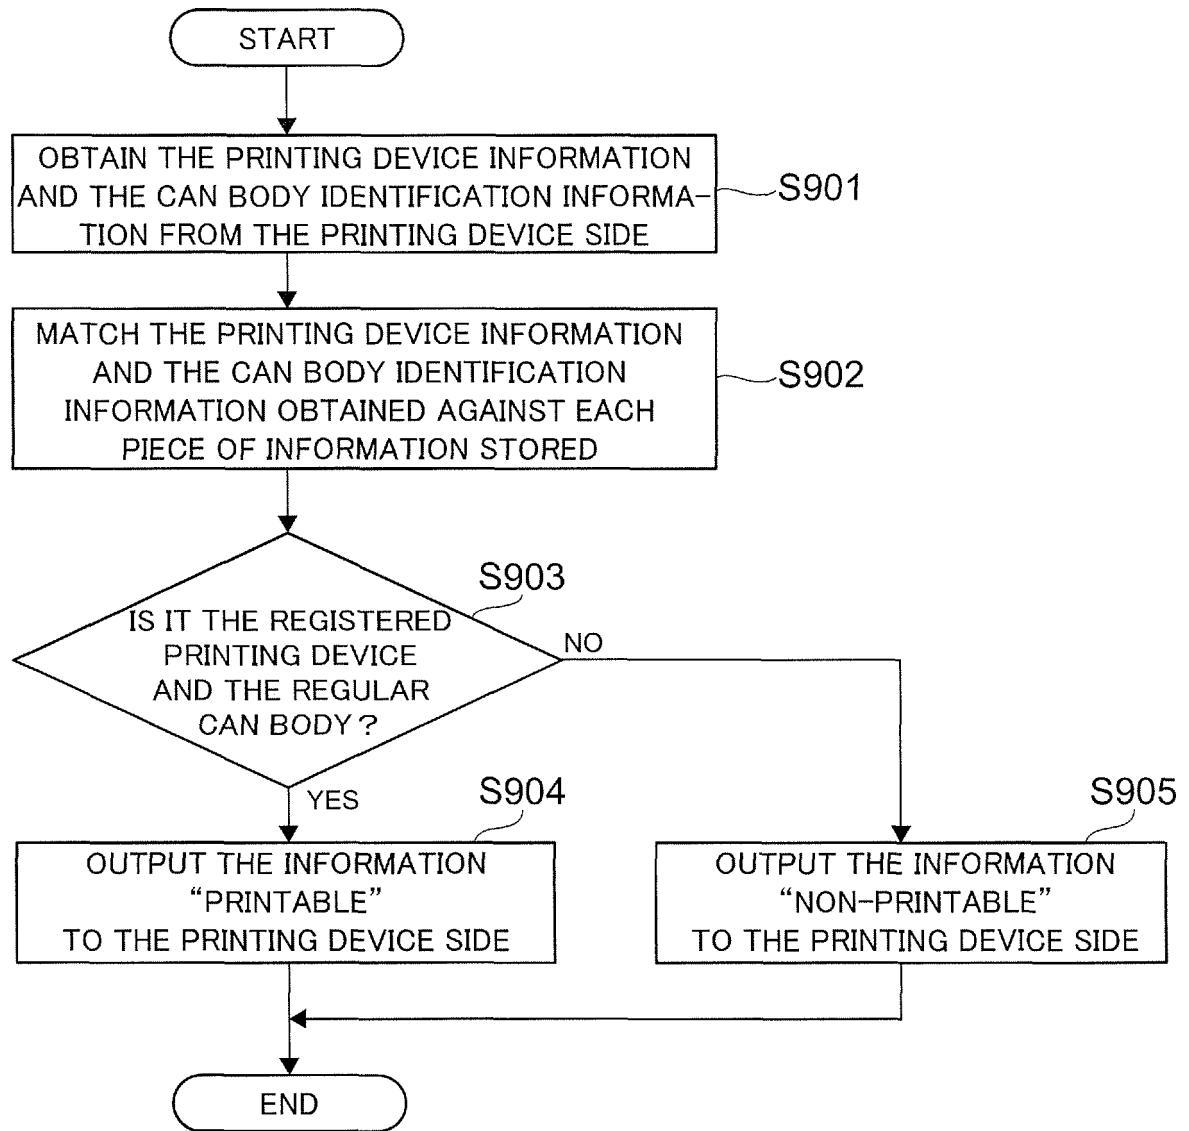 START
OBTAIN THE PRINTING DEVICE INFORMATION
AND THE CAN BODY IDENTIFICATION INFORMA-
TION FROM THE PRINTING DEVICE SIDE
S901
MATCH THE PRINTING DEVICE INFORMATION
AND THE CAN BODY IDENTIFICATION
INFORMATION OBTAINED AGAINST EACH
PIECE OF INFORMATION STORED
S902
S903
IS IT THE REGISTERED
PRINTING DEVICE
AND THE REGULAR
CAN BODY?
NO
YES
S904
OUTPUT THE INFORMATION
“PRINTABLE”
TO THE PRINTING DEVICE SIDE
S905
OUTPUT THE INFORMATION
“NON-PRINTABLE”
TO THE PRINTING DEVICE SIDE
END